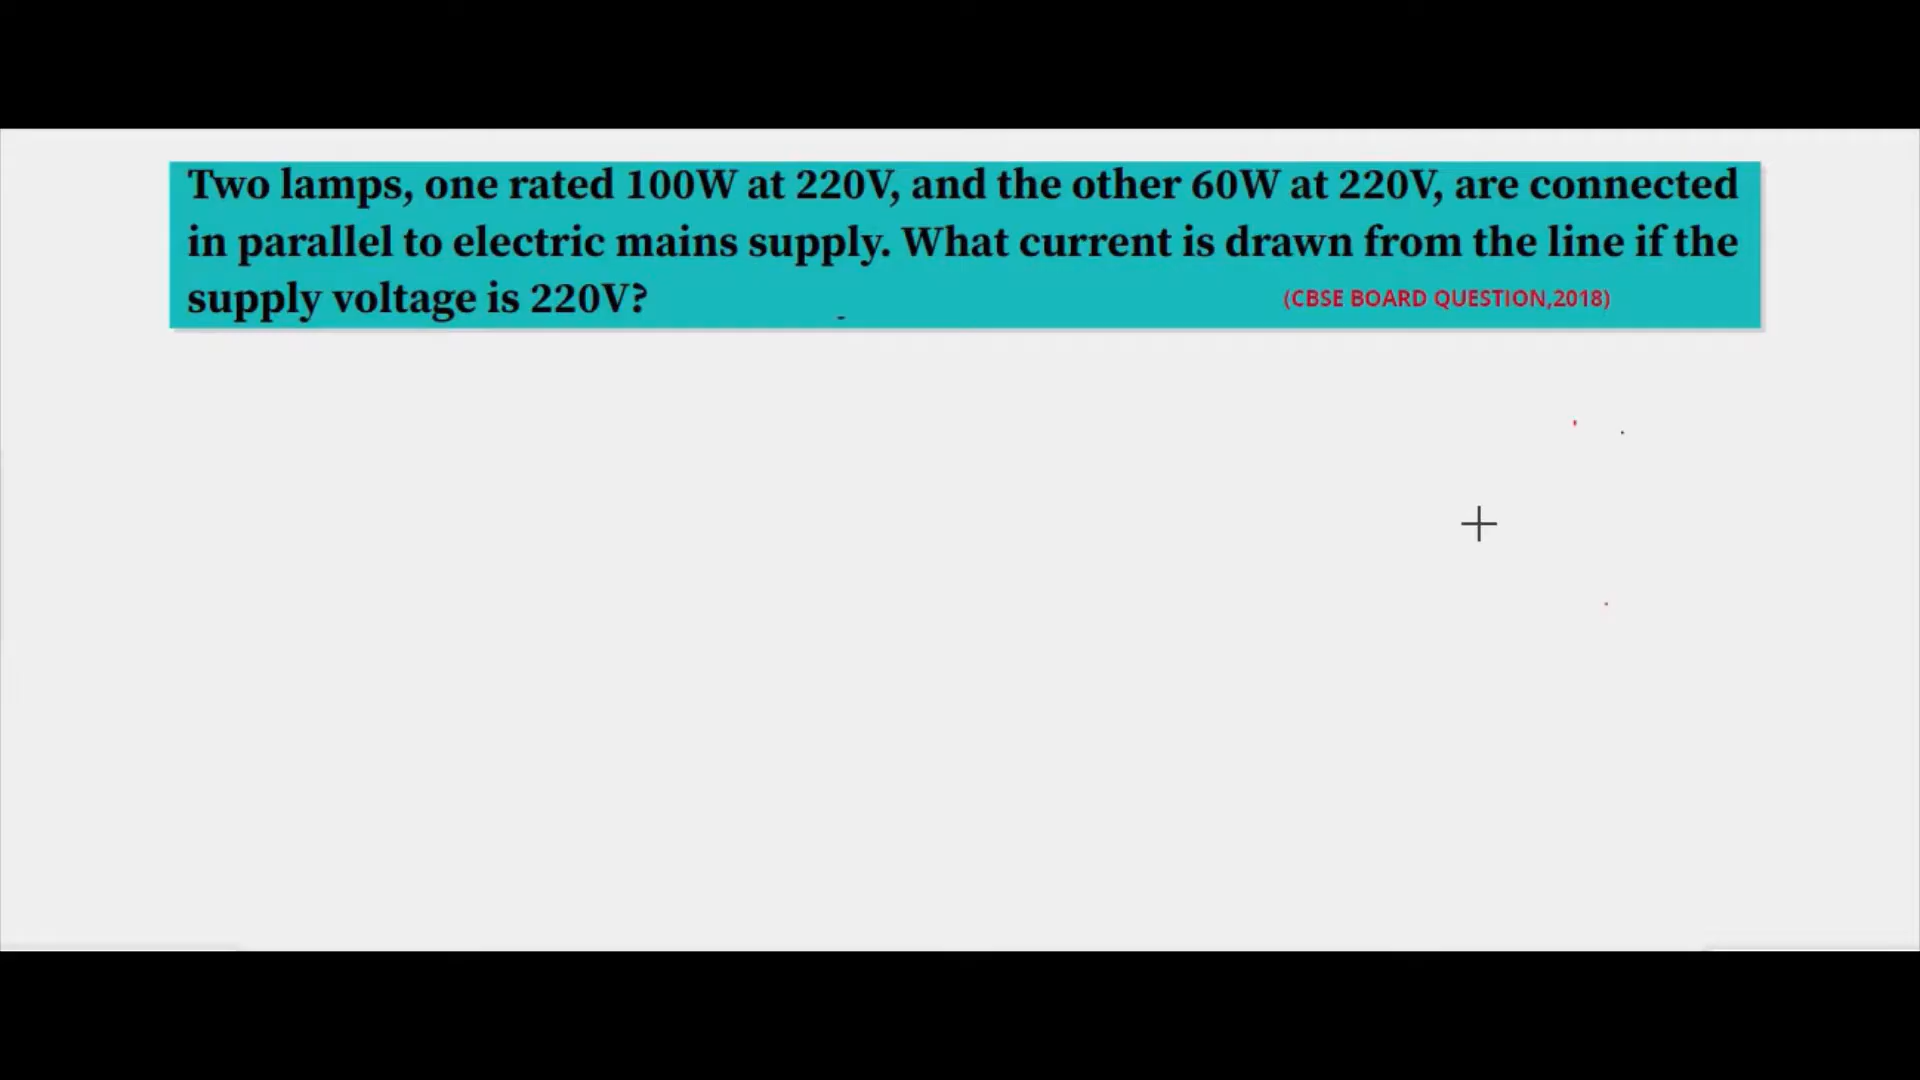 Two lamps, one rated 100W at 220V, and the other 60W at 220V, are connected
in parallel to electric mains supply. What current is drawn from the line if the
supply voltage is 220V?
(CBSE BOARD QUESTION,2018)